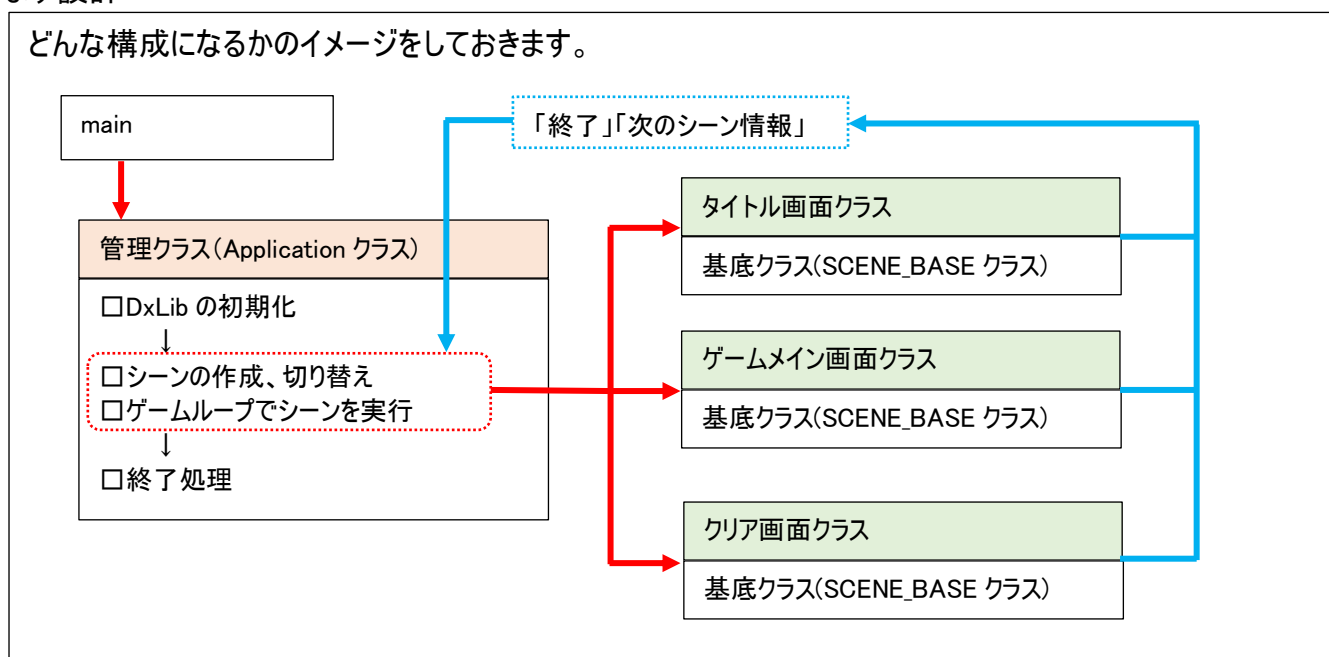 どんな構成になるかのイメージをしておきます。
main
「終了」「次のシーン情報」
管理クラス(Application クラス)
□DxLib の初期化
↓
□シーンの作成、切り替え
□ゲームループでシーンを実行
↓
□終了処理
タイトル画面クラス
基底クラス(SCENE_BASE クラス)
ゲームメイン画面クラス
基底クラス(SCENE_BASE クラス)
クリア画面クラス
基底クラス(SCENE_BASE クラス)